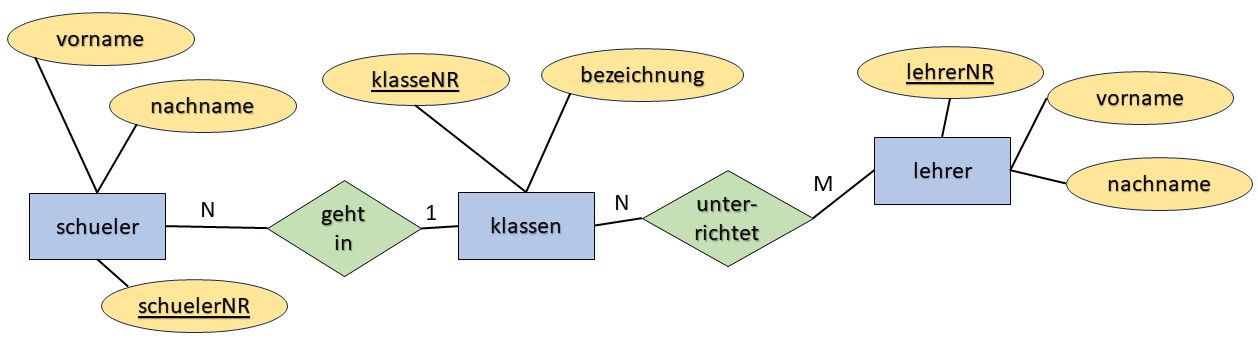 vorname
nachname
schueler
schuelerNR
N
geht
in
1
klasseNR
bezeichnung
klassen
N
unter-
richtet
M
lehrerNR
vorname
nachname
lehrer